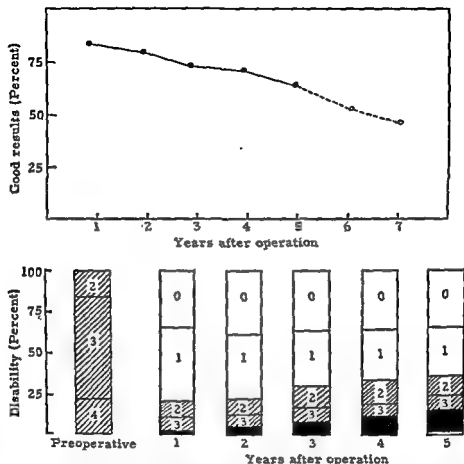 Good results (Percent)
75
50
25
1 2 3 4 5 6 7
Years after operation
Disability (Percent)
100
75
50
25
2
3
4
0 0 0 0 0
1 1 1 1 1
2 2 2 2 2
3 3 3 3 3
Preoperative 1 2 3 4 5
Years after operation